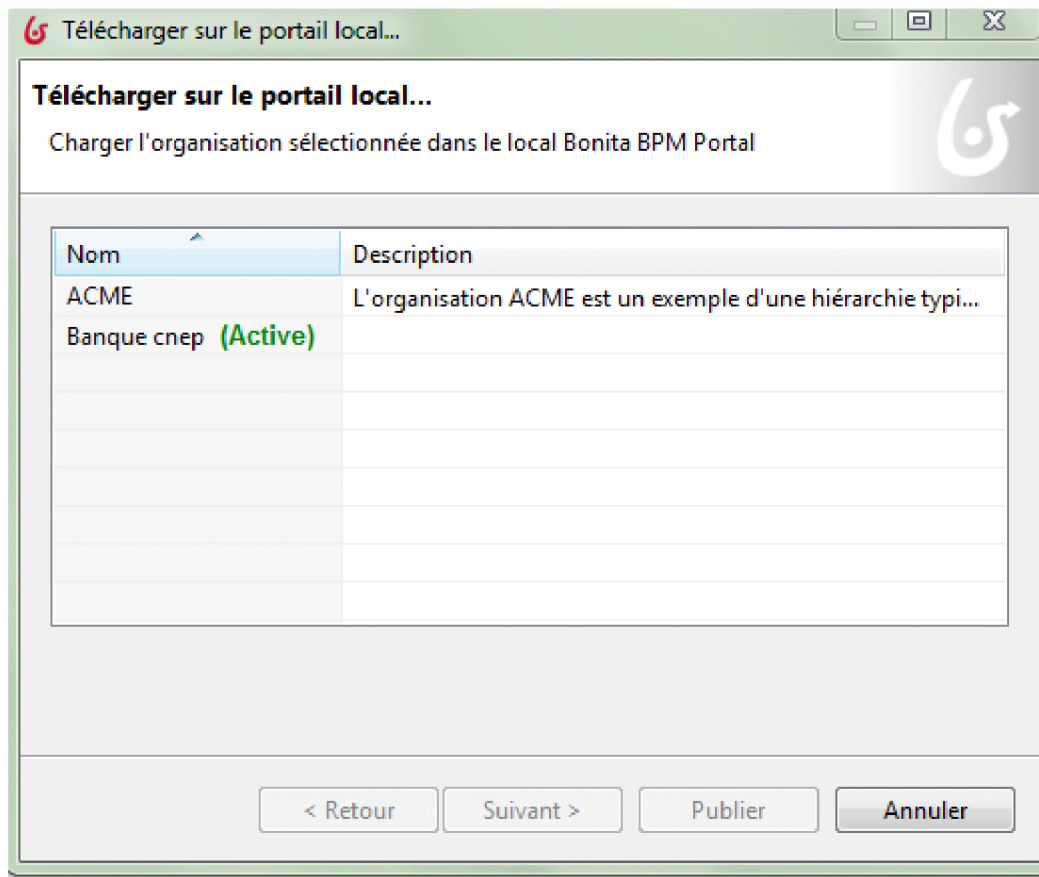 Télécharger sur le portail local...
Télécharger sur le portail local...
Charger l'organisation sélectionnée dans le local Bonita BPM Portal
Nom Description
ACME L'organisation ACME est un exemple d'une hiérarchie typi...
Banque cnep (Active)
< Retour Suivant > Publier Annuler